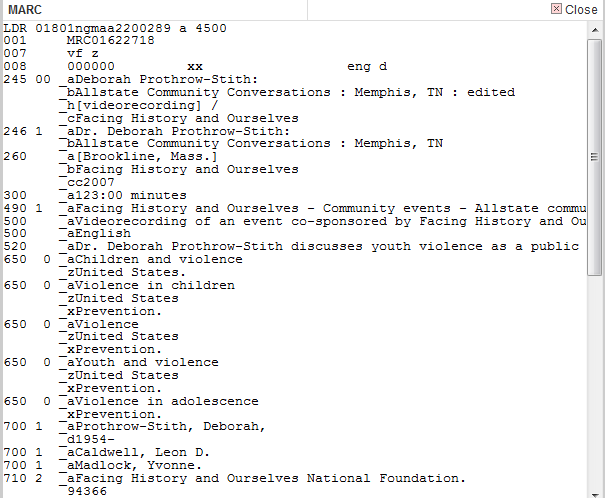 MARC Close
LDR 01801ngmaa2200289 a 4500
001 MRC01622718
007 vf z
008 000000 xx eng d
245 00 _aDeborah Prothrow-Stith:
_bAllstate Community Conversations : Memphis, TN : edited
_h[videorecording] /
_cFacing History and Ourselves
246 1 _aDr. Deborah Prothrow-Stith:
_bAllstate Community Conversations : Memphis, TN
260 _a[Brookline, Mass.]
_bFacing History and Ourselves
_cc2007
300 _a123:00 minutes
490 1 _aFacing History and Ourselves - Community events - Allstate commu
500 _aVideorecording of an event co-sponsored by Facing History and Ou
500 _aEnglish
520 _aDr. Deborah Prothrow-Stith discusses youth violence as a public
650 0 _aChildren and violence
_zUnited States.
650 0 _aViolence in children
_zUnited States
_xPrevention.
650 0 _aViolence
_zUnited States
_xPrevention.
650 0 _aYouth and violence
_zUnited States
_xPrevention.
650 0 _aViolence in adolescence
_xPrevention.
700 1 _aProthrow-Stith, Deborah,
_d1954-
700 1 _aCaldwell, Leon D.
700 1 _aMadlock, Yvonne.
710 2 _aFacing History and Ourselves National Foundation.
_94366